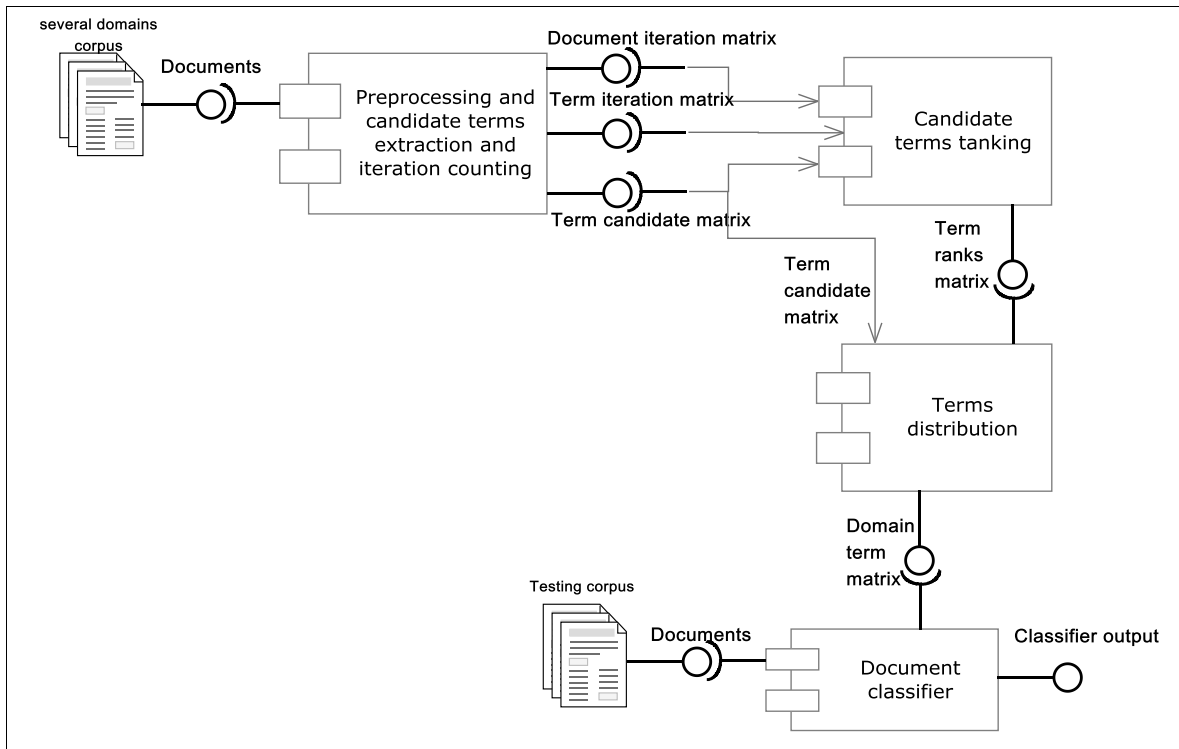 several domains
corpus
Documents
Preprocessing and
candidate terms
extraction and
iteration counting
Document iteration matrix
Term iteration matrix
Term candidate matrix
Candidate
terms tanking
Term
candidate
matrix
Term
ranks
matrix
Terms
distribution
Domain
term
matrix
Testing corpus
Documents
Document
classifier
Classifier output